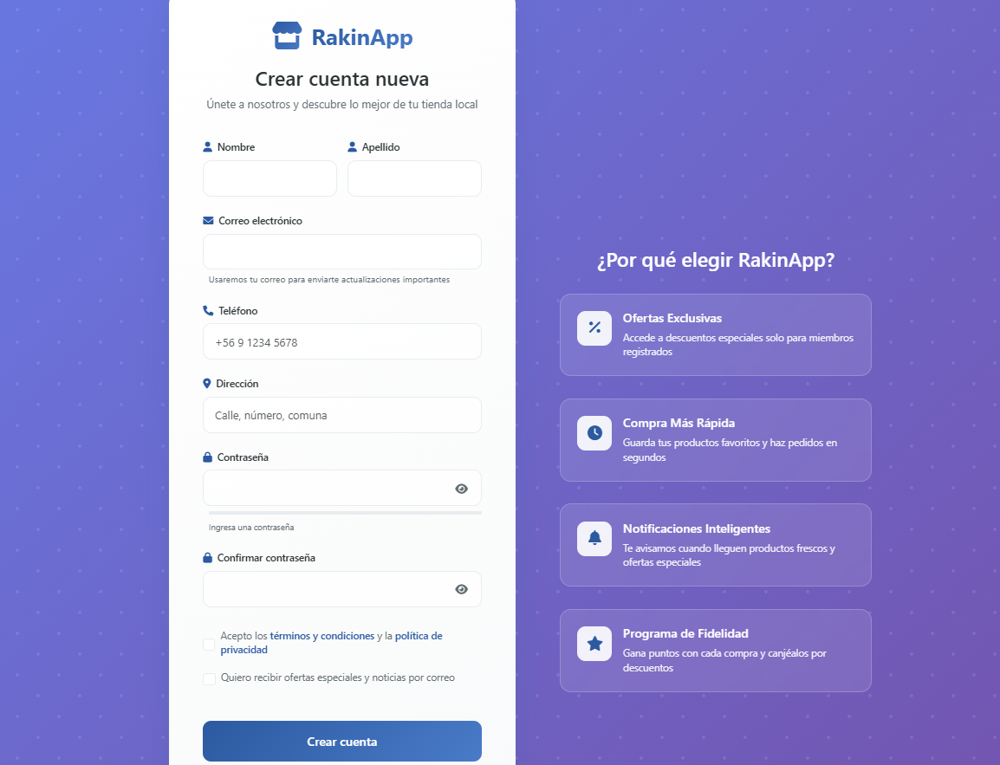 RakinApp
Crear cuenta nueva
Únete a nosotros y descubre lo mejor de tu tienda local
Nombre
Apellido
Correo electrónico
Usaremos tu correo para enviarte actualizaciones importantes
Teléfono
+56 9 1234 5678
Dirección
Calle, número, comuna
Contraseña
Ingresa una contraseña
Confirmar contraseña
Acepto los términos y condiciones y la política de
privacidad
Quiero recibir ofertas especiales y noticias por correo
Crear cuenta
¿Por qué elegir RakinApp?
Ofertas Exclusivas
Accede a descuentos especiales solo para miembros
registrados
Compra Más Rápida
Guarda tus productos favoritos y haz pedidos en
segundos
Notificaciones Inteligentes
Te avisamos cuando lleguen productos frescos y
ofertas especiales
Programa de Fidelidad
Gana puntos con cada compra y canjéalos por
descuentos